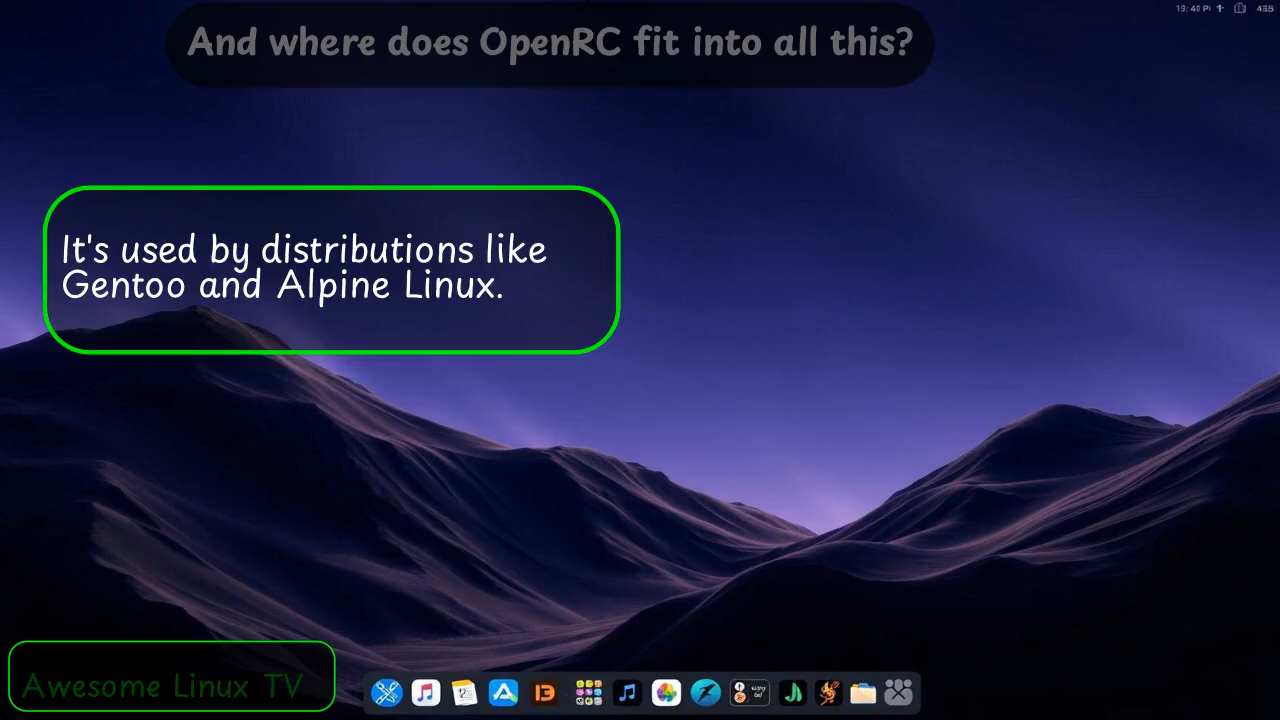 And where does OpenRC fit into all this?
It's used by distributions like
Gentoo and Alpine Linux.
Awesome Linux TV